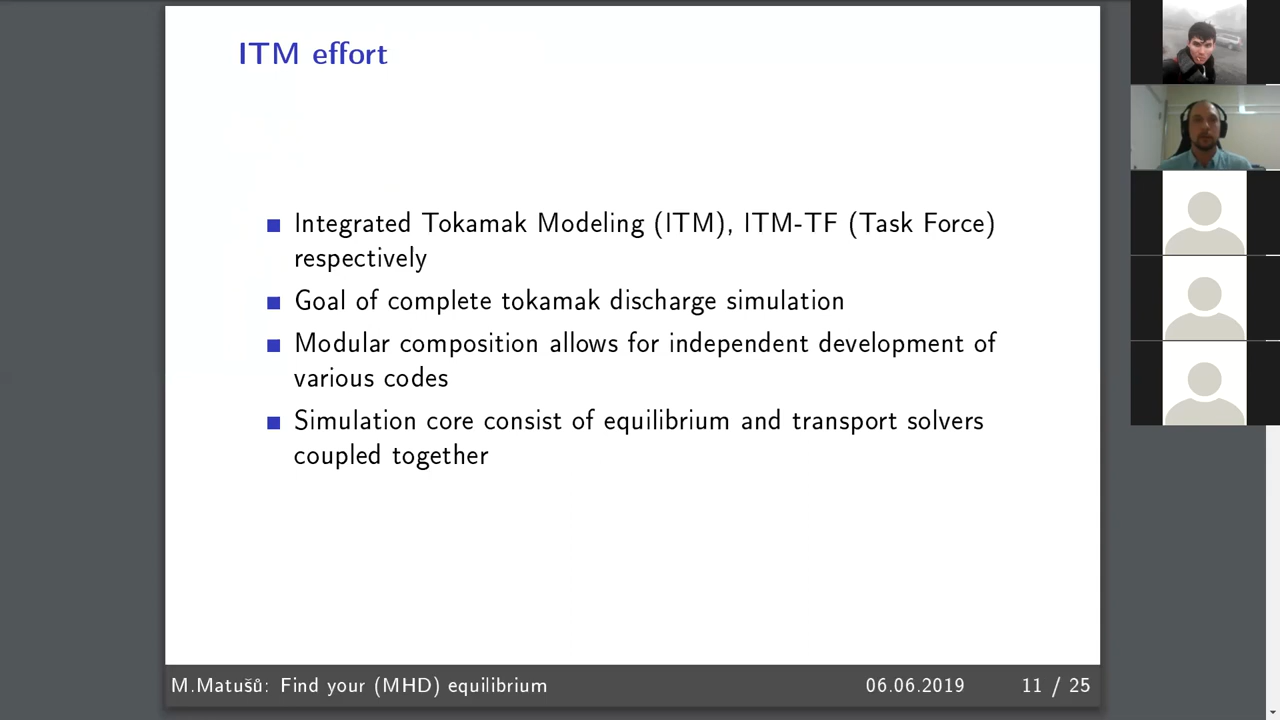 ITM effort
Integrated Tokamak Modeling (ITM), ITM-TF (Task Force)
respectively
Goal of complete tokamak discharge simulation
Modular composition allows for independent development of
various codes
Simulation core consist of equilibrium and transport solvers
coupled together
M.Matušů: Find your (MHD) equilibrium 06.06.2019 11 / 25